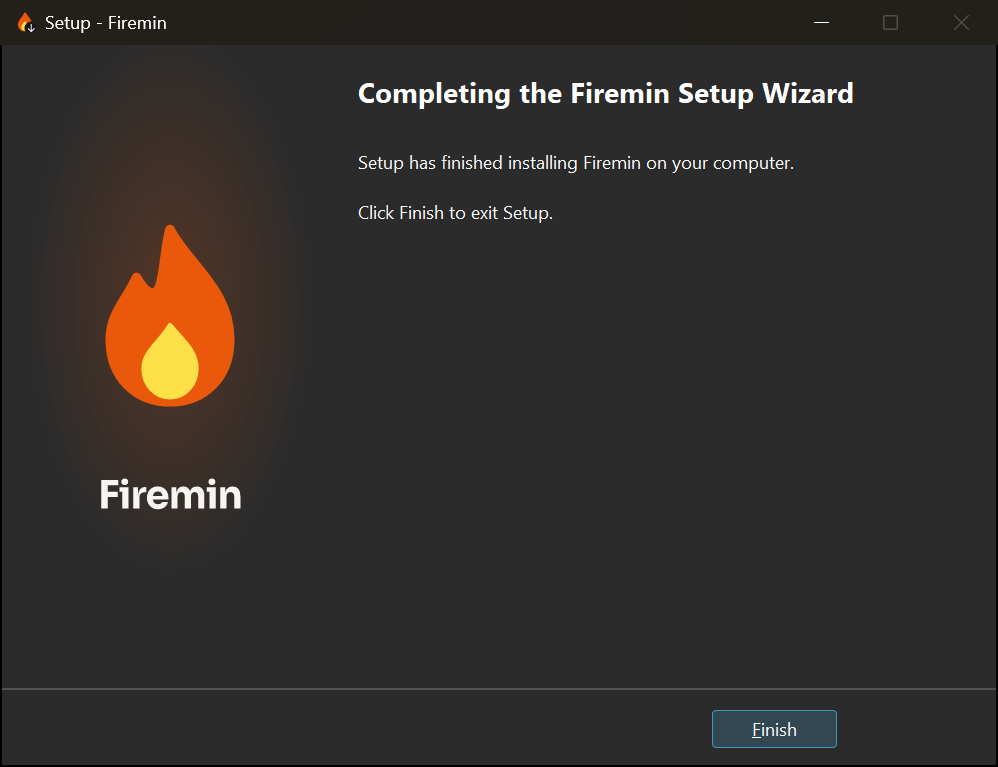 Setup - Firemin
Completing the Firemin Setup Wizard
Setup has finished installing Firemin on your computer.
Click Finish to exit Setup.
Firemin
Finish